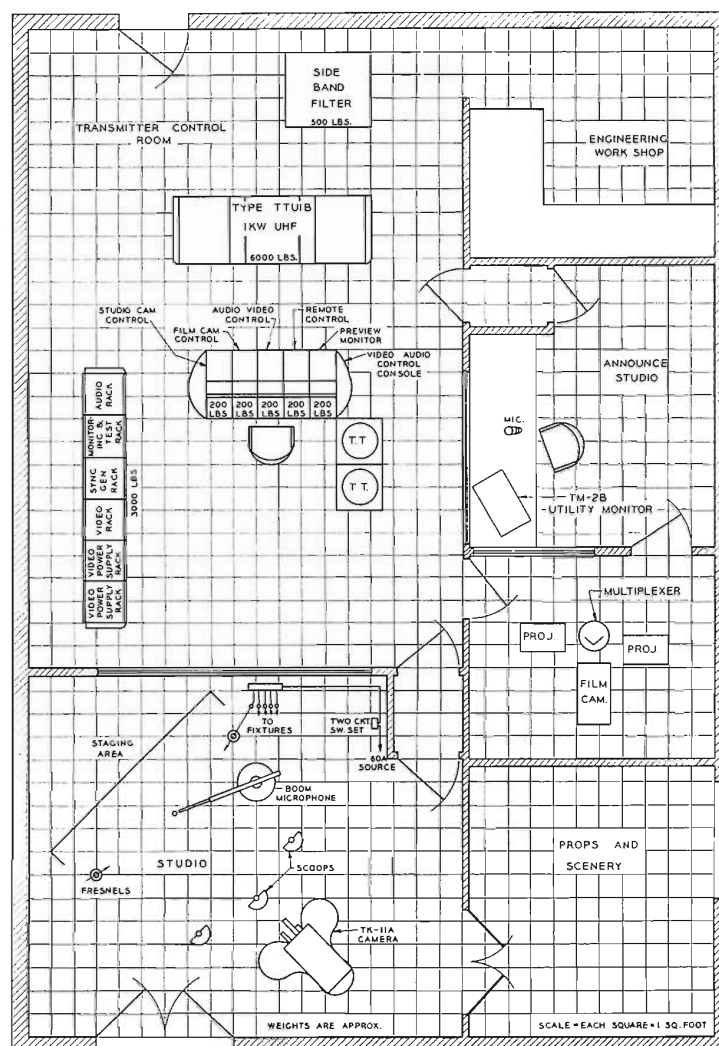 SIDE
BAND
FILTER
500 LBS.
TRANSMITTER CONTROL
ROOM
ENGINEERING
WORK SHOP
TYPE TTU1B
1KW UHF
6000 LBS.
STUDIO CAM
CONTROL
FILM CAM
CONTROL
AUDIO VIDEO
CONTROL
REMOTE
CONTROL
PREVIEW
MONITOR
VIDEO AUDIO
CONTROL
CONSOLE
200 LBS
200 LBS
200 LBS
200 LBS
200 LBS
ANNOUNCE
STUDIO
AUDIO
RACK
MONITOR-
ING &
TEST
RACK
SYNC
GEN
RACK
VIDEO
RACK
VIDEO
POWER
SUPPLY
RACK
VIDEO
POWER
SUPPLY
RACK
3000 LBS
T.T.
T.T.
MIC.
TM-2B
UTILITY MONITOR
MULTIPLEXER
PROJ.
PROJ.
FILM
CAM.
TO
FIXTURES
TWO CKT
SW. SET
60A
SOURCE
STAGING
AREA
BOOM
MICROPHONE
STUDIO
SCOOPS
FRESNELS
TK-11A
CAMERA
PROPS AND
SCENERY
WEIGHTS ARE APPROX.
SCALE = EACH SQUARE = 1 SQ. FOOT